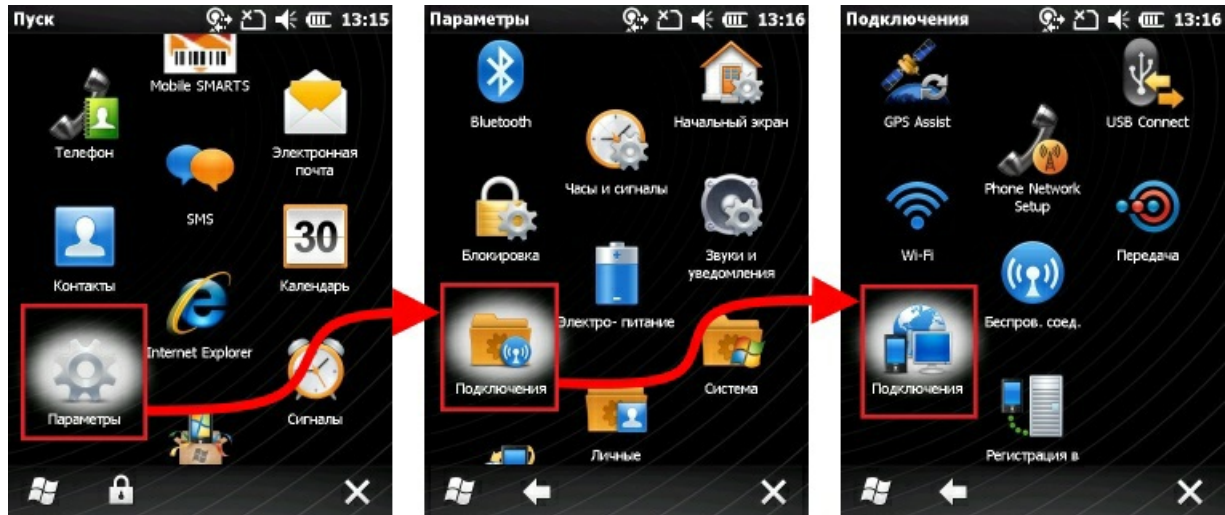 Пуск 13:15
Mobile SMARTS
Телефон
Электронная
почта
SMS
30
Контакты
Календарь
Internet Explorer
Параметры
Сигналы
Параметры 13:16
Bluetooth
Начальный экран
Часы и сигналы
Блокировка
Звуки и
уведомления
Электро- питание
Подключения
Система
Личные
Подключения 13:16
GPS Assist
USB Connect
Phone Network
Setup
Wi-Fi
Передача
Беспров. соед.
Подключения
Регистрация в